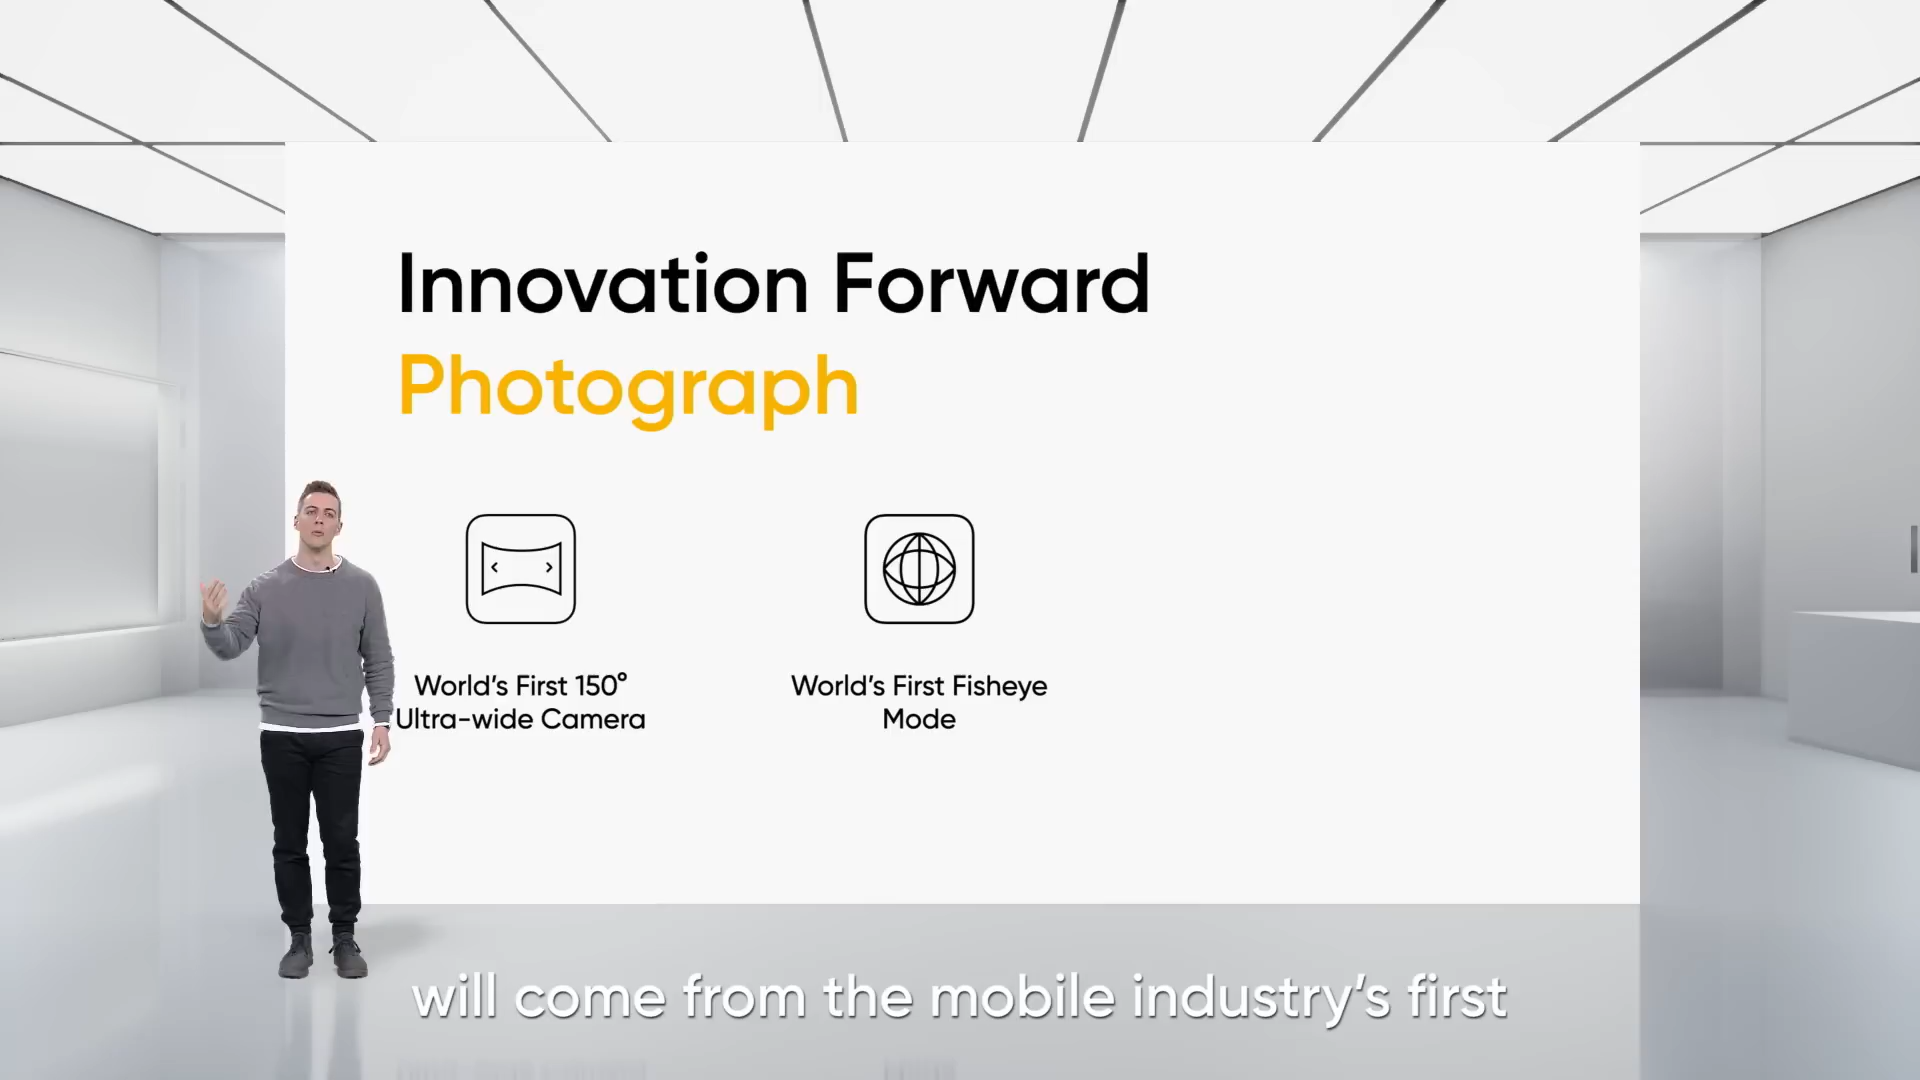 Innovation Forward
Photograph
World's First 150°
Ultra-wide Camera
World's First Fisheye
Mode
will come from the mobile industry's first